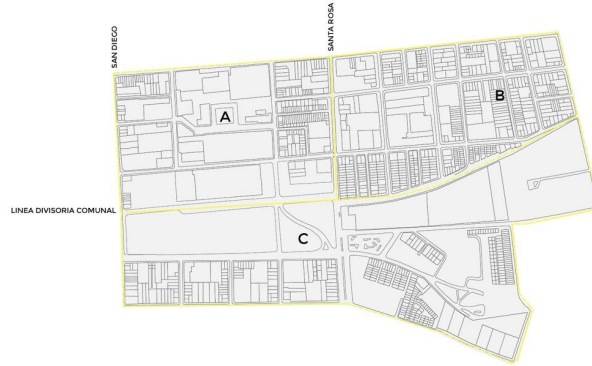 SAN DIEGO
SANTA ROSA
A
B
LINEA DIVISORIA COMUNAL
C